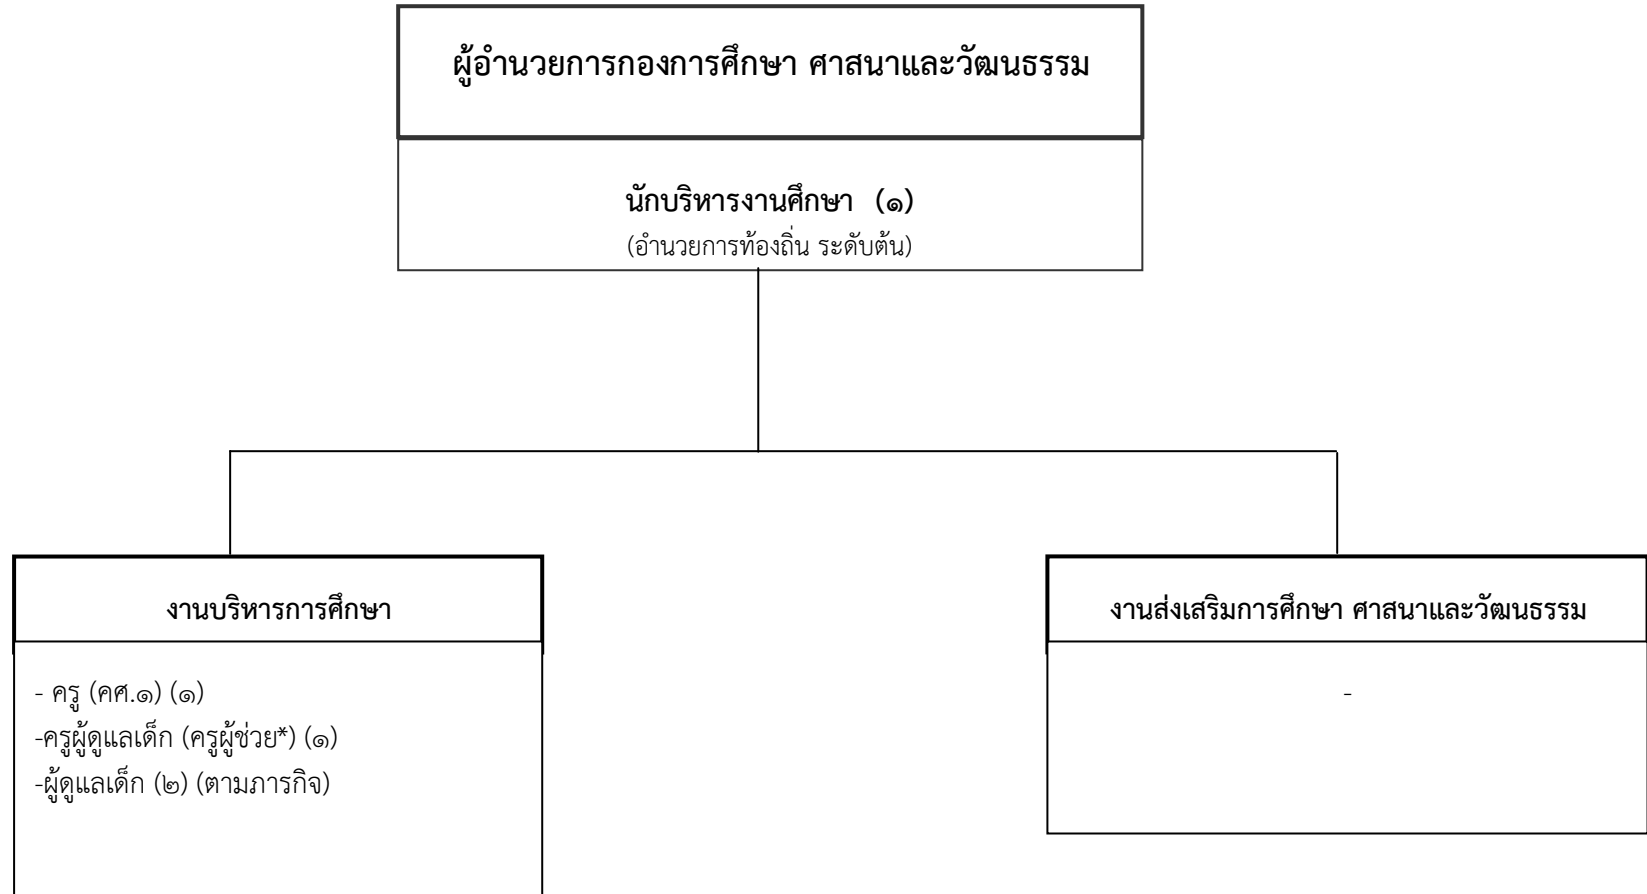 ผู้อำนวยการกองการศึกษา ศาสนาและวัฒนธรรม
นักบริหารงานศึกษา (๑)
(อำนวยการท้องถิ่น ระดับต้น)
งานบริหารการศึกษา
- ครู (คศ.๑) (๑)
-ครูผู้ดูแลเด็ก (ครูผู้ช่วย*) (๑)
-ผู้ดูแลเด็ก (๒) (ตามภารกิจ)
งานส่งเสริมการศึกษา ศาสนาและวัฒนธรรม
-